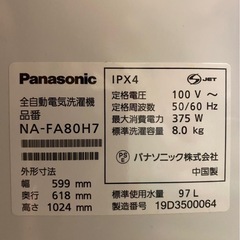 Panasonic
全自動電気洗濯機
品番
NA-FA80H7
外形寸法
幅 599 mm
奥行 618 mm
高さ 1024 mm
IPX4
S JET
定格電圧 100 V～
定格周波数 50/60 Hz
最大消費電力 375 W
標準洗濯容量 8.0 kg
PSE
パナソニック株式会社
中国製
標準使用水量 97 L
製造番号 19D3500064